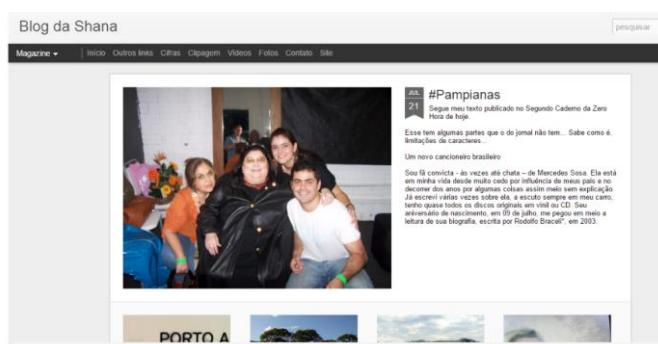 Blog da Shana
pesquisar
Magazine Início Outros links Cifras Clipagem Vídeos Fotos Contato Site
JUL
21
#Pampianas
Segue meu texto publicado no Segundo Caderno da Zero
Hora de hoje.
Esse tem algumas partes que o do jornal não tem... Sabe como é,
limitações de caracteres...
Um novo cancioneiro brasileiro
Sou fã convicta - às vezes até chata – de Mercedes Sosa. Ela está
em minha vida desde muito cedo por influência de meus pais e no
decorrer dos anos por algumas coisas assim meio sem explicação.
Já escrevi várias vezes sobre ela, a escuto sempre em meu carro,
tenho quase todos os discos originais em vinil ou CD. Seu
aniversário de nascimento, em 09 de julho, me pegou em meio a
leitura de sua biografia, escrita por Rodolfo Braceli*, em 2003.
PORTO A